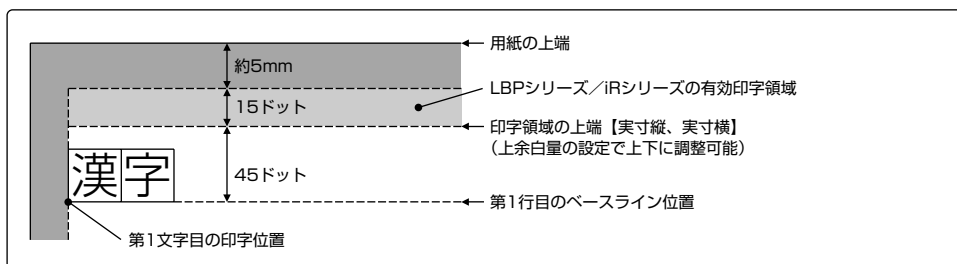 用紙の上端
約5mm
LBPシリーズ／iRシリーズの有効印字領域
15ドット
印字領域の上端【実寸縦、実寸横】
（上余白量の設定で上下に調整可能）
漢字
45ドット
第1行目のベースライン位置
第1文字目の印字位置